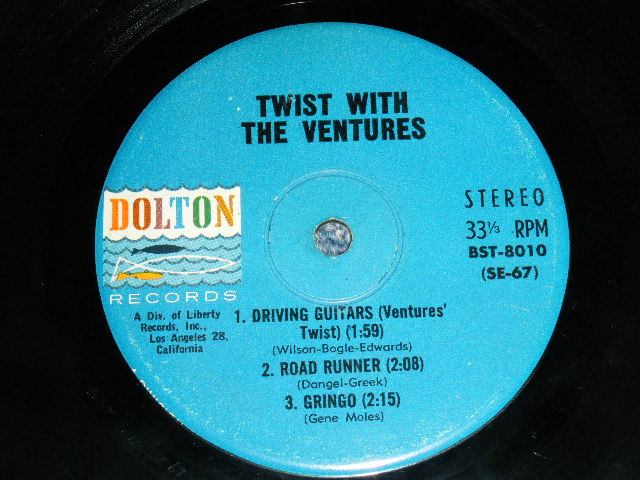 TWIST WITH
THE VENTURES
STEREO
33⅓ RPM
BST-8010
(SE-67)
DOLTON
RECORDS
A Div. of Liberty
Records, Inc.,
Los Angeles 28,
California
1. DRIVING GUITARS (Ventures'
Twist) (1:59)
(Wilson-Bogle-Edwards)
2. ROAD RUNNER (2:08)
(Dangel-Greek)
3. GRINGO (2:15)
(Gene Moles)